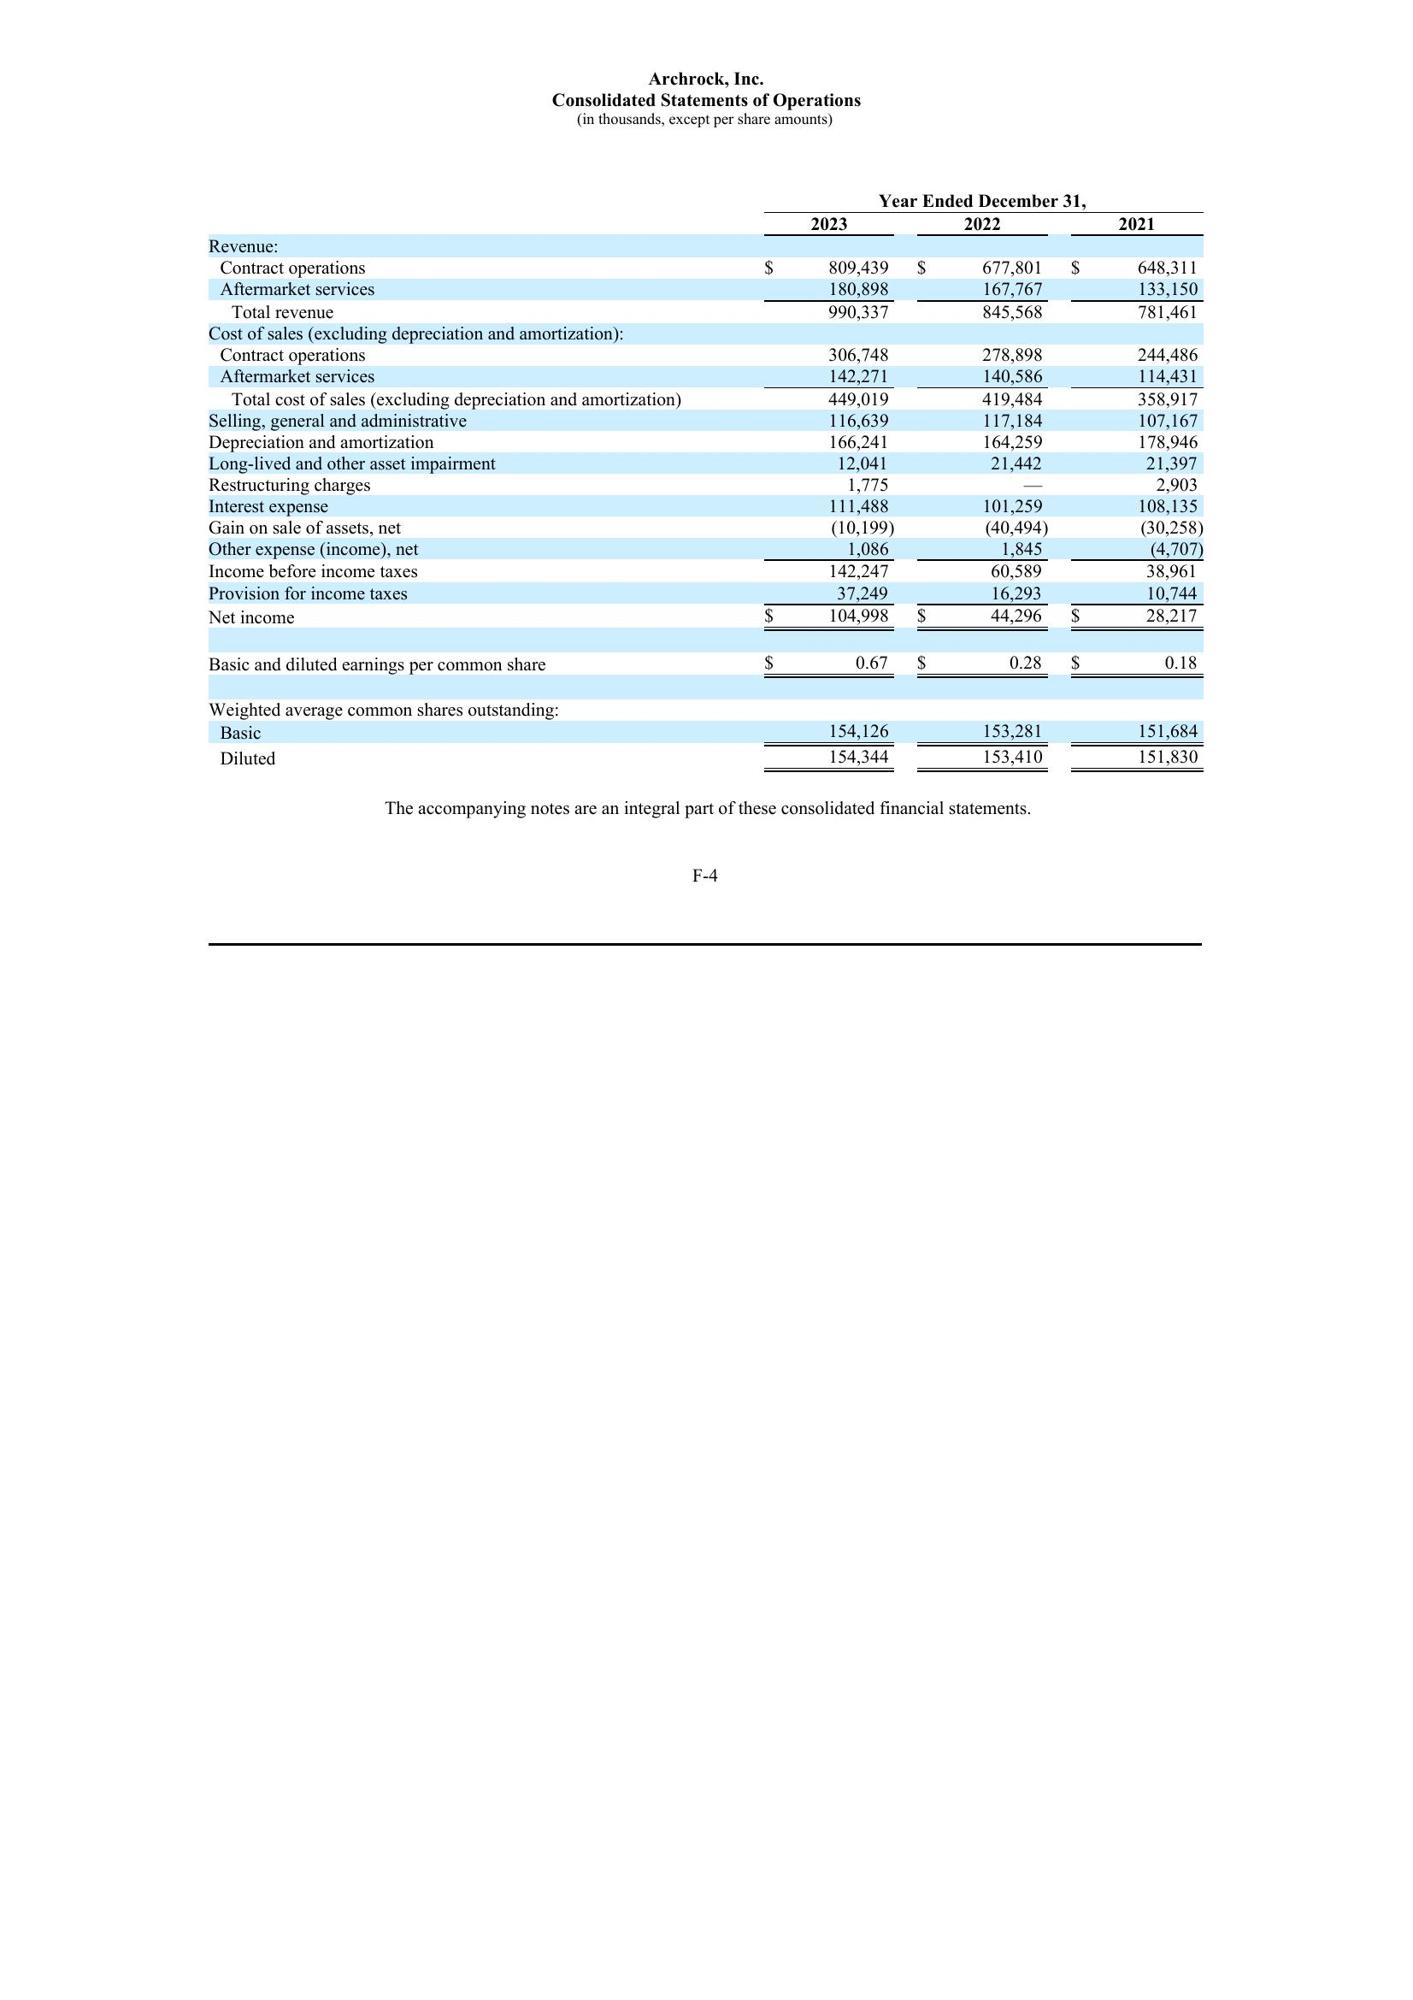 Archrock, Inc.
Consolidated Statements of Operations
(in thousands, except per share amounts)
Year Ended December 31,
2023 2022 2021
Revenue:
Contract operations $ 809,439 $ 677,801 $ 648,311
Aftermarket services 180,898 167,767 133,150
Total revenue 990,337 845,568 781,461
Cost of sales (excluding depreciation and amortization):
Contract operations 306,748 278,898 244,486
Aftermarket services 142,271 140,586 114,431
Total cost of sales (excluding depreciation and amortization) 449,019 419,484 358,917
Selling, general and administrative 116,639 117,184 107,167
Depreciation and amortization 166,241 164,259 178,946
Long-lived and other asset impairment 12,041 21,442 21,397
Restructuring charges 1,775 — 2,903
Interest expense 111,488 101,259 108,135
Gain on sale of assets, net (10,199) (40,494) (30,258)
Other expense (income), net 1,086 1,845 (4,707)
Income before income taxes 142,247 60,589 38,961
Provision for income taxes 37,249 16,293 10,744
Net income $ 104,998 $ 44,296 $ 28,217
Basic and diluted earnings per common share $ 0.67 $ 0.28 $ 0.18
Weighted average common shares outstanding:
Basic 154,126 153,281 151,684
Diluted 154,344 153,410 151,830
The accompanying notes are an integral part of these consolidated financial statements.
F-4